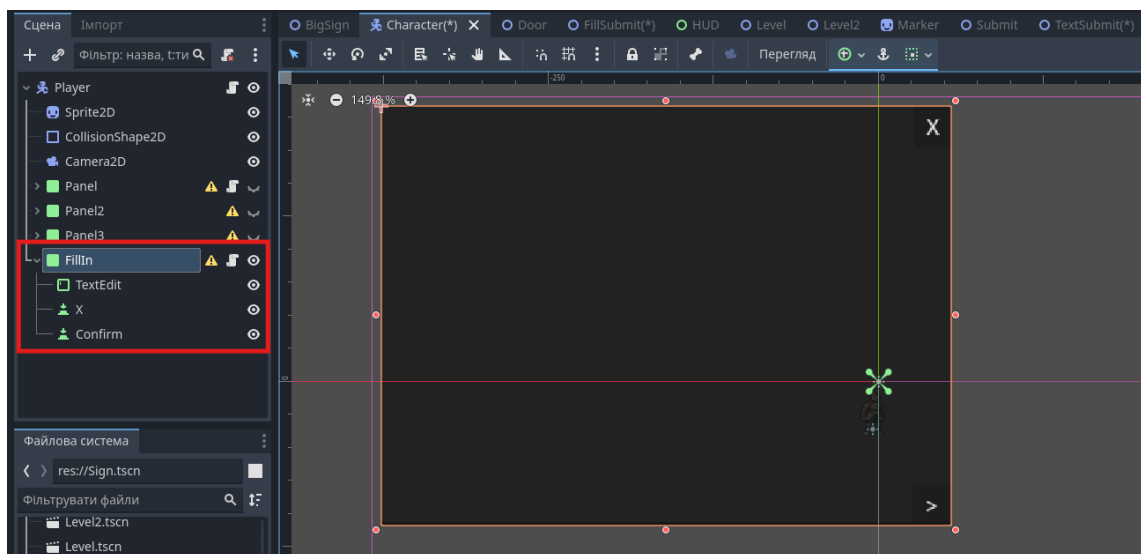 Сцена Імпорт
Фільтр: назва, t:ти
Player
Sprite2D
CollisionShape2D
Camera2D
Panel
Panel2
Panel3
FillIn
TextEdit
X
Confirm
Файлова система
res://Sign.tscn
Фільтрувати файли
Level2.tscn
Level.tscn
BigSign Character(*) Door FillSubmit(*) HUD Level Level2 Marker Submit TextSubmit(*)
Перегляд
-250 0
149.8 %
X
0
>